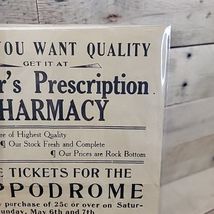 YOU WANT QUALITY
GET IT AT
r's Prescription
HARMACY
re of Highest Quality
¶ Our Stock Fresh and Complete
¶ Our Prices are Rock Bottom
E TICKETS FOR THE
PPODROME
purchase of 25c or over on Satur-
unday, May 6th and 7th